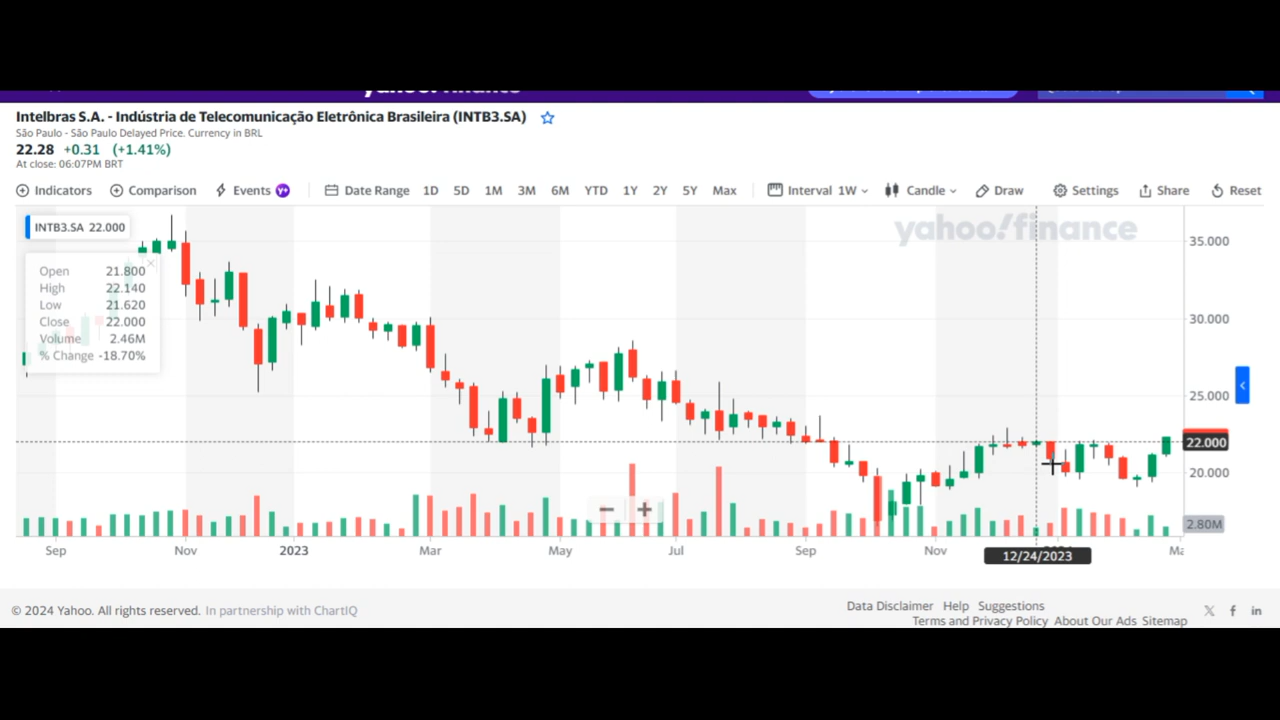 yahoo/finance
Intelbras S.A. - Indústria de Telecomunicação Eletrônica Brasileira (INTB3.SA)
São Paulo - São Paulo Delayed Price. Currency in BRL
22.28 +0.31 (+1.41%)
At close: 06:07PM BRT
Indicators Comparison Events Y+ Date Range 1D 5D 1M 3M 6M YTD 1Y 2Y 5Y Max Interval 1W Candle Draw Settings Share Reset
INTB3.SA 22.000
yahoo!finance
35.000
Open 21.800
High 22.140
Low 21.620
Close 22.000
Volume 2.46M
% Change -18.70%
30.000
25.000
22.000
20.000
2.80M
Sep Nov 2023 Mar May Jul Sep Nov
12/24/2023
© 2024 Yahoo. All rights reserved. In partnership with ChartIQ
Data Disclaimer Help Suggestions
Terms and Privacy Policy About Our Ads Sitemap